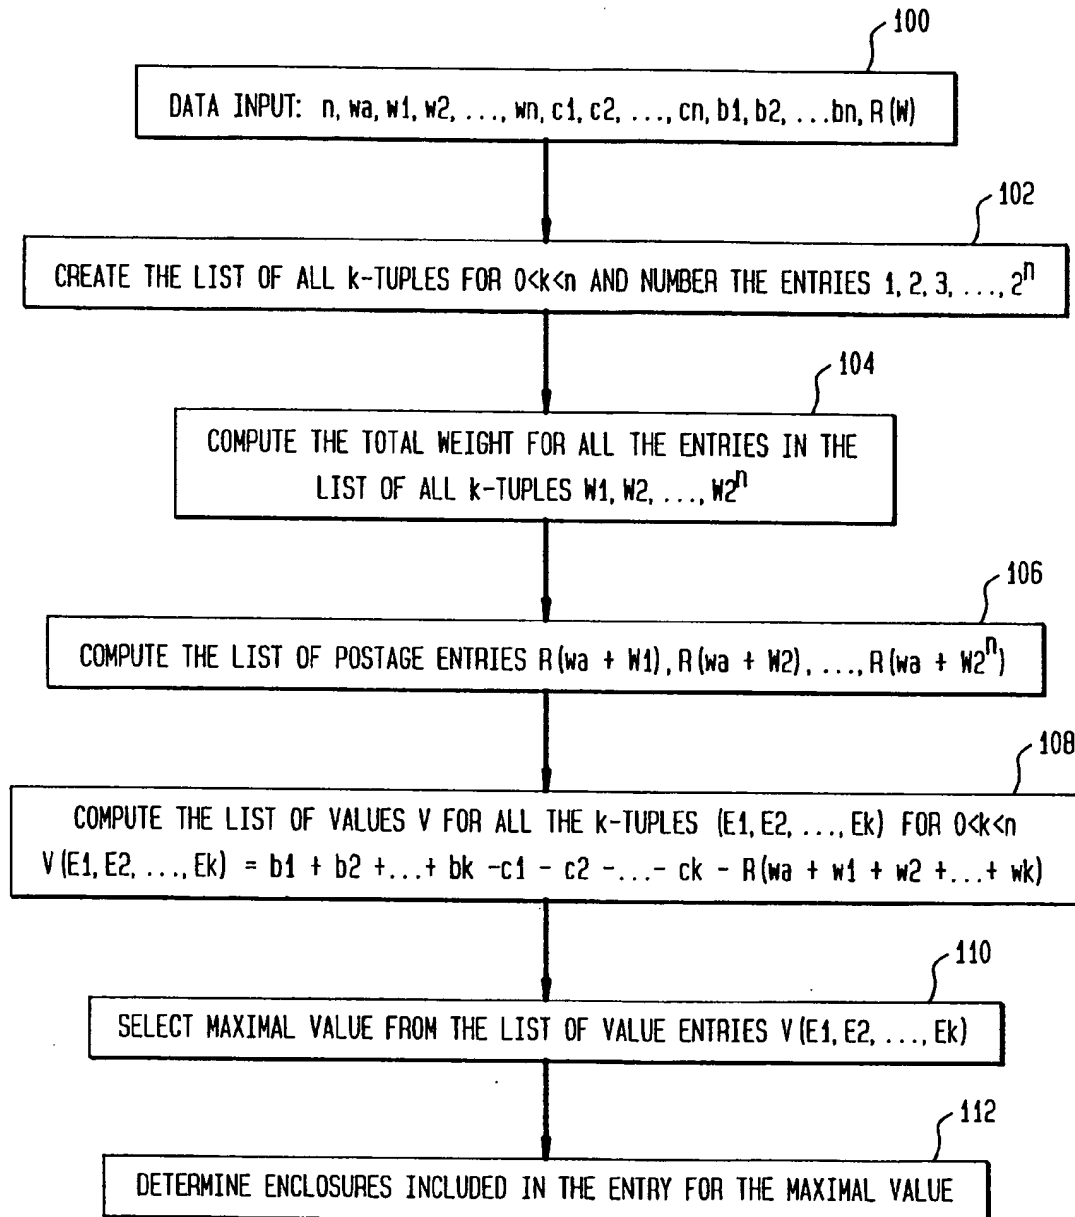 100
DATA INPUT: n, wa, w1, w2, ..., wn, c1, c2, ..., cn, b1, b2, ...bn, R(W)
102
CREATE THE LIST OF ALL k-TUPLES FOR 0<k<n AND NUMBER THE ENTRIES 1, 2, 3, ..., 2^n
104
COMPUTE THE TOTAL WEIGHT FOR ALL THE ENTRIES IN THE
LIST OF ALL k-TUPLES W1, W2, ..., W2^n
106
COMPUTE THE LIST OF POSTAGE ENTRIES R(wa + W1), R(wa + W2), ..., R(wa + W2^n)
108
COMPUTE THE LIST OF VALUES V FOR ALL THE k-TUPLES (E1, E2, ..., Ek) FOR 0<k<n
V(E1, E2, ..., Ek) = b1 + b2 +...+ bk -c1 - c2 -...- ck - R(wa + w1 + w2 +...+ wk)
110
SELECT MAXIMAL VALUE FROM THE LIST OF VALUE ENTRIES V(E1, E2, ..., Ek)
112
DETERMINE ENCLOSURES INCLUDED IN THE ENTRY FOR THE MAXIMAL VALUE